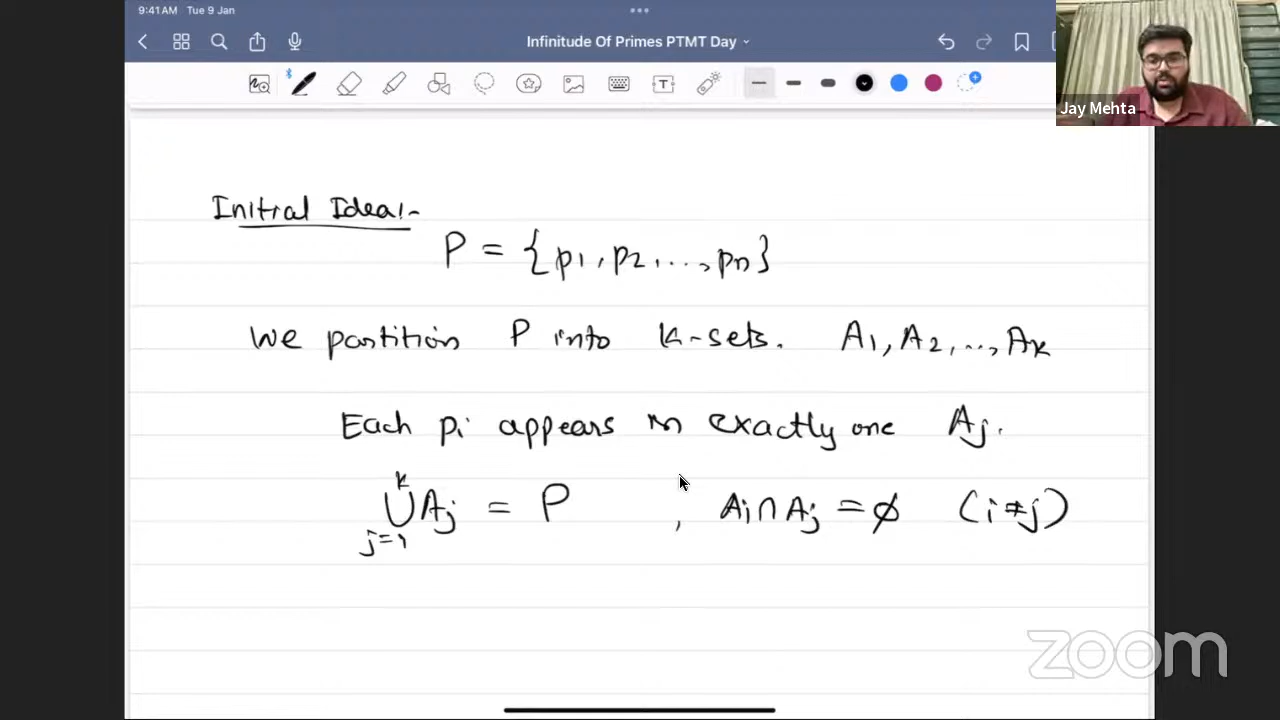 9:41 AM Tue 9 Jan
Infinitude Of Primes PTMT Day
Jay Mehta
Initial Idea:-
P = {p1, p2, ..., pn}
We partition P into k-sets. A1, A2, ..., Ak
Each pi appears in exactly one Aj.
k
∪ Aj = P , Ai ∩ Aj = ∅ (i ≠ j)
j=1
zoom